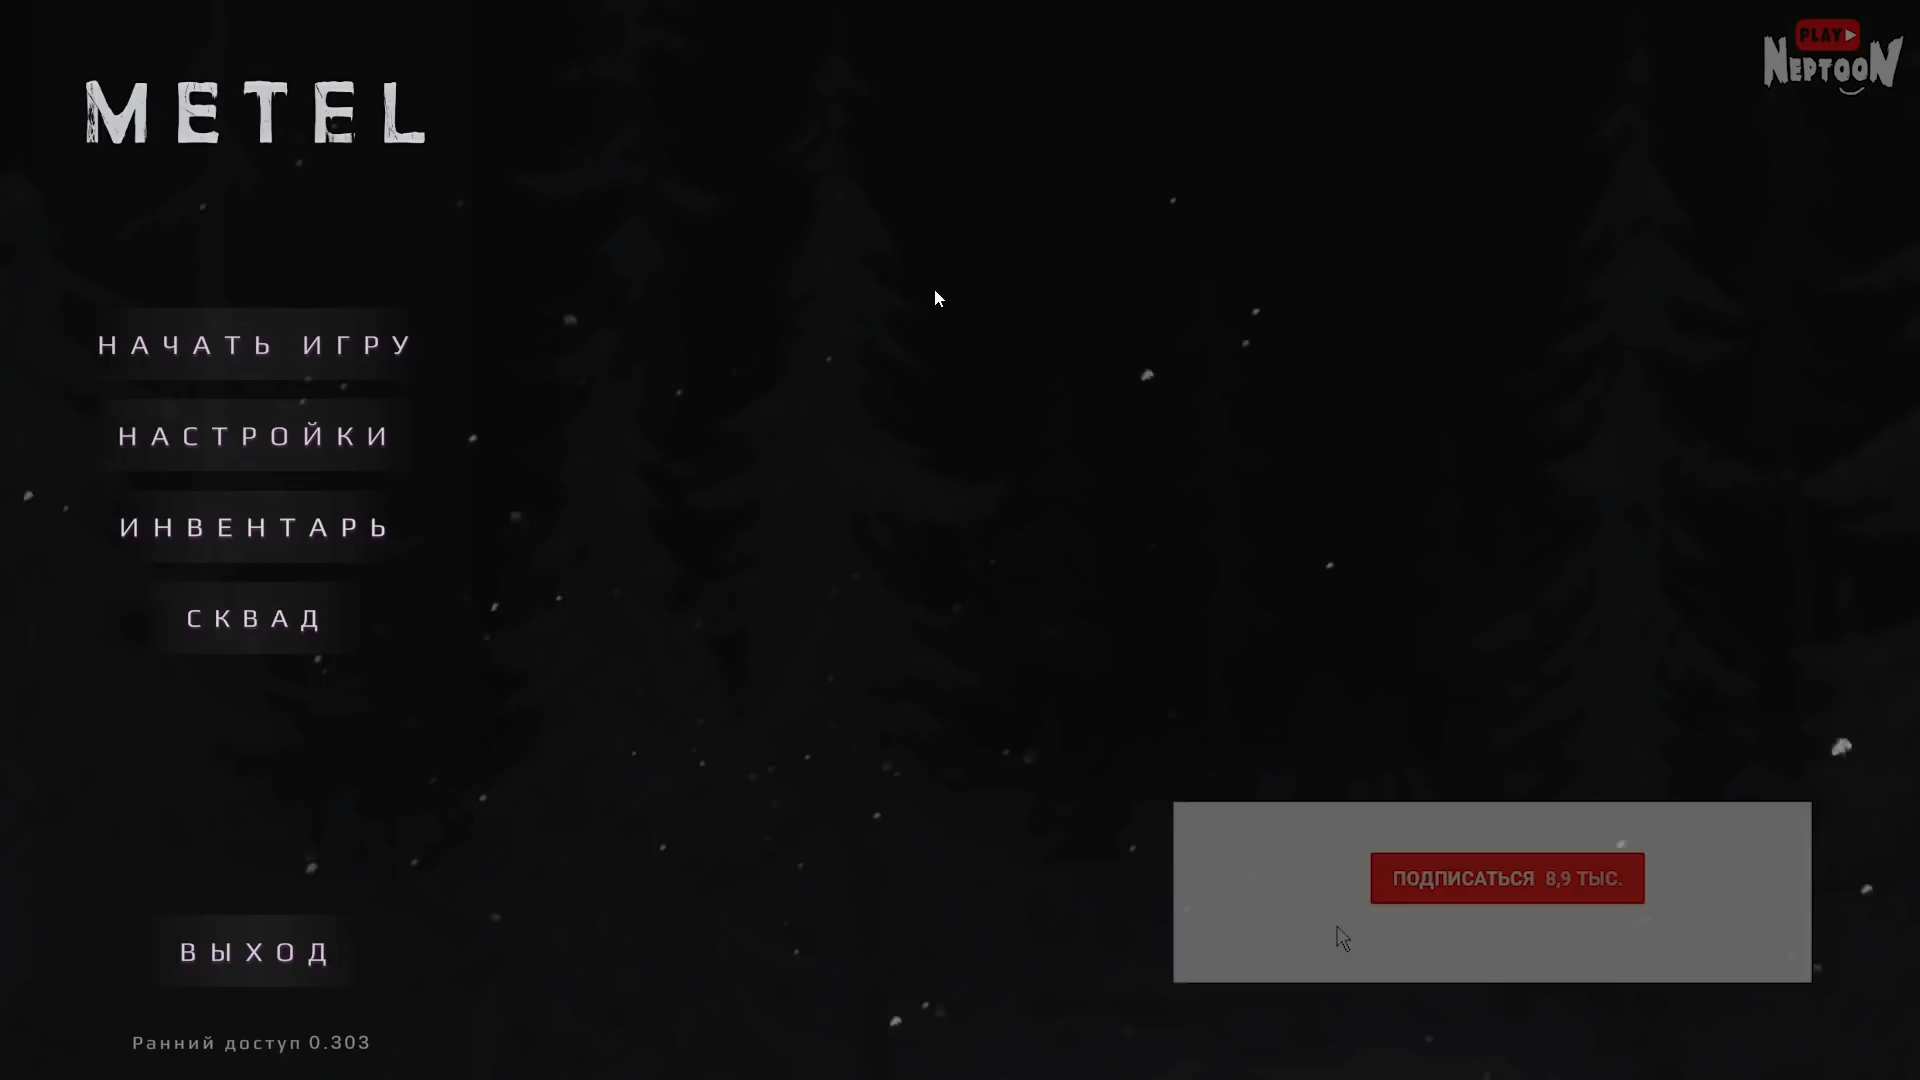 METEL
PLAY
NEPTOON
НАЧАТЬ ИГРУ
НАСТРОЙКИ
ИНВЕНТАРЬ
СКВАД
ПОДПИСАТЬСЯ 8,9 ТЫС.
ВЫХОД
Ранний доступ 0.303